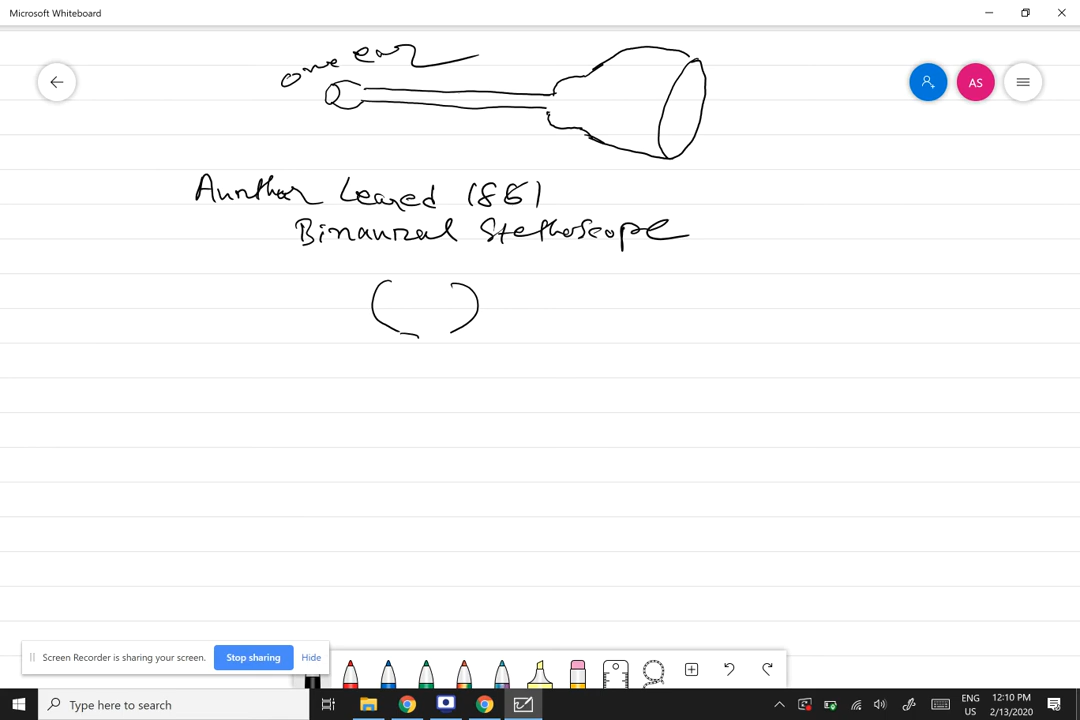 Microsoft Whiteboard
AS
one ear
Leared 1851
Binaural Stethoscope
Screen Recorder is sharing your screen.
Stop sharing
Hide
Type here to search
ENG
US
12:10 PM
2/13/2020